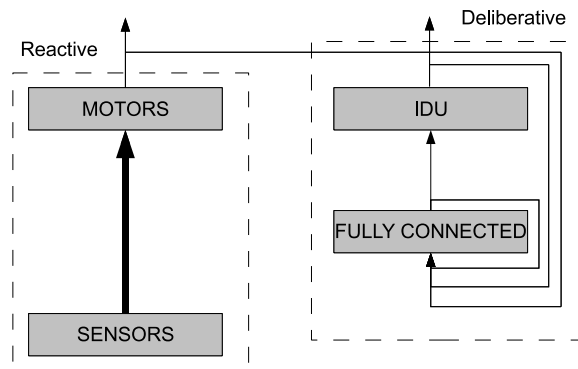 Deliberative
Reactive
MOTORS
IDU
FULLY CONNECTED
SENSORS